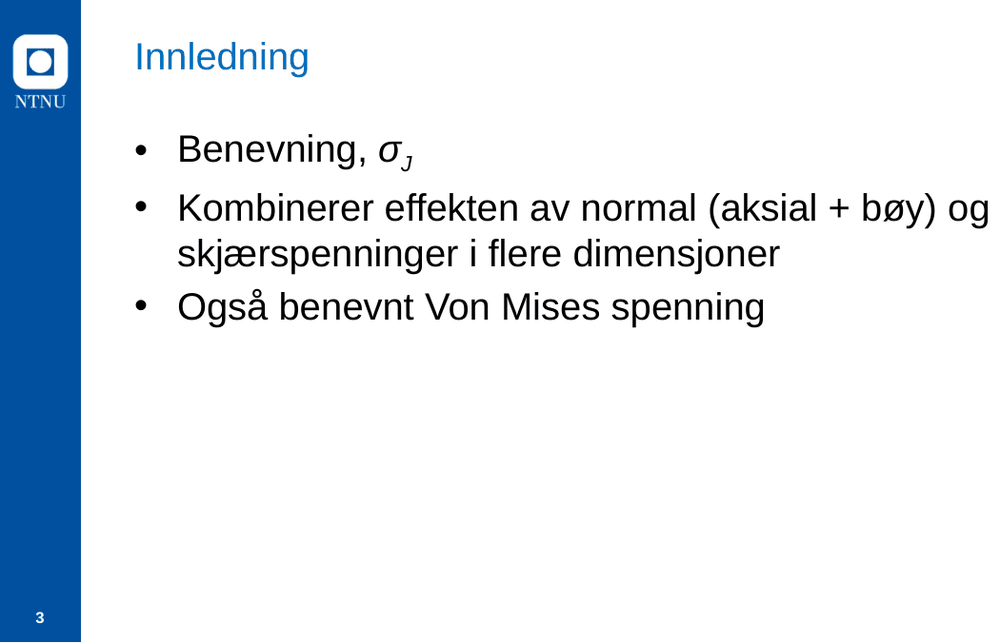 NTNU
Innledning
• Benevning, σJ
• Kombinerer effekten av normal (aksial + bøy) og
skjærspenninger i flere dimensjoner
• Også benevnt Von Mises spenning
3